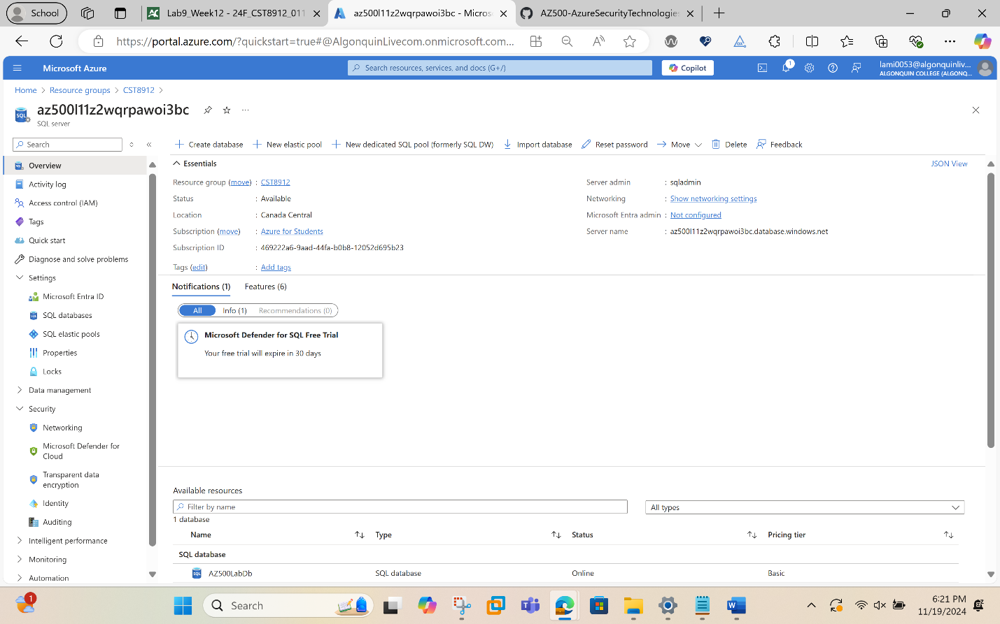 School
Lab9_Week12 - 24F_CST8912_011
az500l11z2wqrpawoi3bc - Micros
AZ500-AzureSecurityTechnologies
https://portal.azure.com/?quickstart=true#@AlgonquinLivecom.onmicrosoft.com...
Microsoft Azure
Search resources, services, and docs (G+/)
Copilot
1
lami0053@algonquinliv...
ALGONQUIN COLLEGE (ALGONQ...
Home > Resource groups > CST8912 >
az500l11z2wqrpawoi3bc
SQL server
Search
Create database
New elastic pool
New dedicated SQL pool (formerly SQL DW)
Import database
Reset password
Move
Delete
Feedback
Overview
Activity log
Access control (IAM)
Tags
Quick start
Diagnose and solve problems
Settings
Microsoft Entra ID
SQL databases
SQL elastic pools
Properties
Locks
Data management
Security
Networking
Microsoft Defender for
Cloud
Transparent data
encryption
Identity
Auditing
Intelligent performance
Monitoring
Automation
Essentials
JSON View
Resource group (move) : CST8912
Status : Available
Location : Canada Central
Subscription (move) : Azure for Students
Subscription ID : 469222a6-9aad-44fa-b0b8-12052d695b23
Tags (edit) : Add tags
Server admin : sqladmin
Networking : Show networking settings
Microsoft Entra admin : Not configured
Server name : az500l11z2wqrpawoi3bc.database.windows.net
Notifications (1)
Features (6)
All
Info (1)
Recommendations (0)
Microsoft Defender for SQL Free Trial
Your free trial will expire in 30 days
Available resources
Filter by name
All types
1 database
Name
Type
Status
Pricing tier
SQL database
AZ500LabDb
SQL database
Online
Basic
1
Search
6:21 PM
11/19/2024